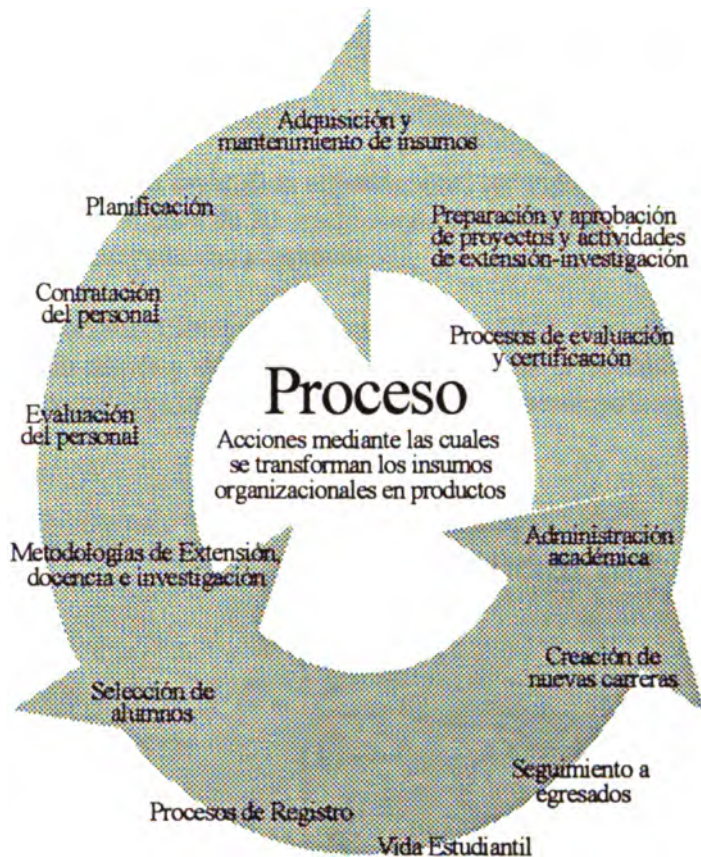 Adquisición y
mantenimiento de insumos
Planificación
Preparación y aprobación
de proyectos y actividades
de extensión-investigación
Contratación
del personal
Procesos de evaluación
y certificación
Proceso
Acciones mediante las cuales
se transforman los insumos
organizacionales en productos
Evaluación
del personal
Administración
académica
Metodologías de Extensión,
docencia e investigación
Creación de
nuevas carreras
Selección de
alumnos
Seguimiento a
egresados
Procesos de Registro
Vida Estudiantil